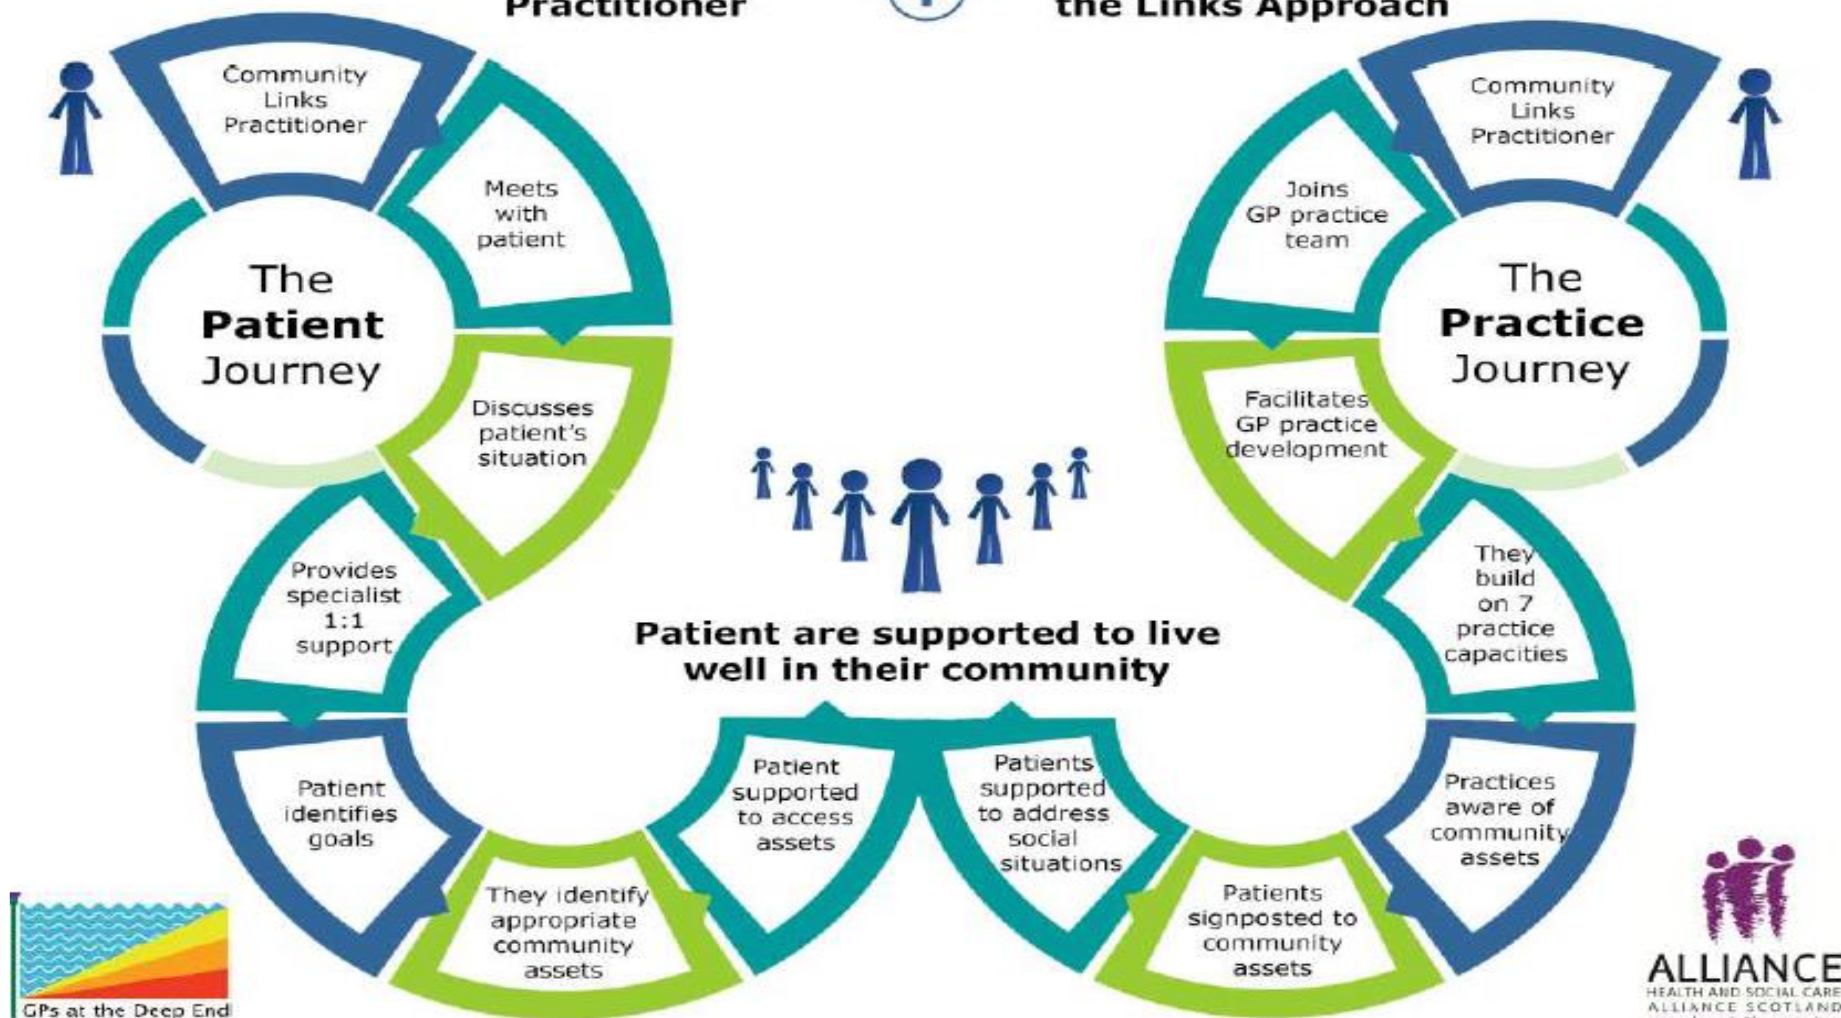 Practitioner
the Links Approach
Community
Links
Practitioner
Meets
with
patient
The
Patient
Journey
Discusses
patient's
situation
Provides
specialist
1:1
support
Patient
identifies
goals
They identify
appropriate
community
assets
Patient
supported
to access
assets
Patient are supported to live
well in their community
Community
Links
Practitioner
Joins
GP practice
team
The
Practice
Journey
Facilitates
GP practice
development
They
build
on 7
practice
capacities
Practices
aware of
community
assets
Patients
signposted to
community
assets
Patients
supported
to address
social
situations
GPs at the Deep End
ALLIANCE
HEALTH AND SOCIAL CARE
ALLIANCE SCOTLAND